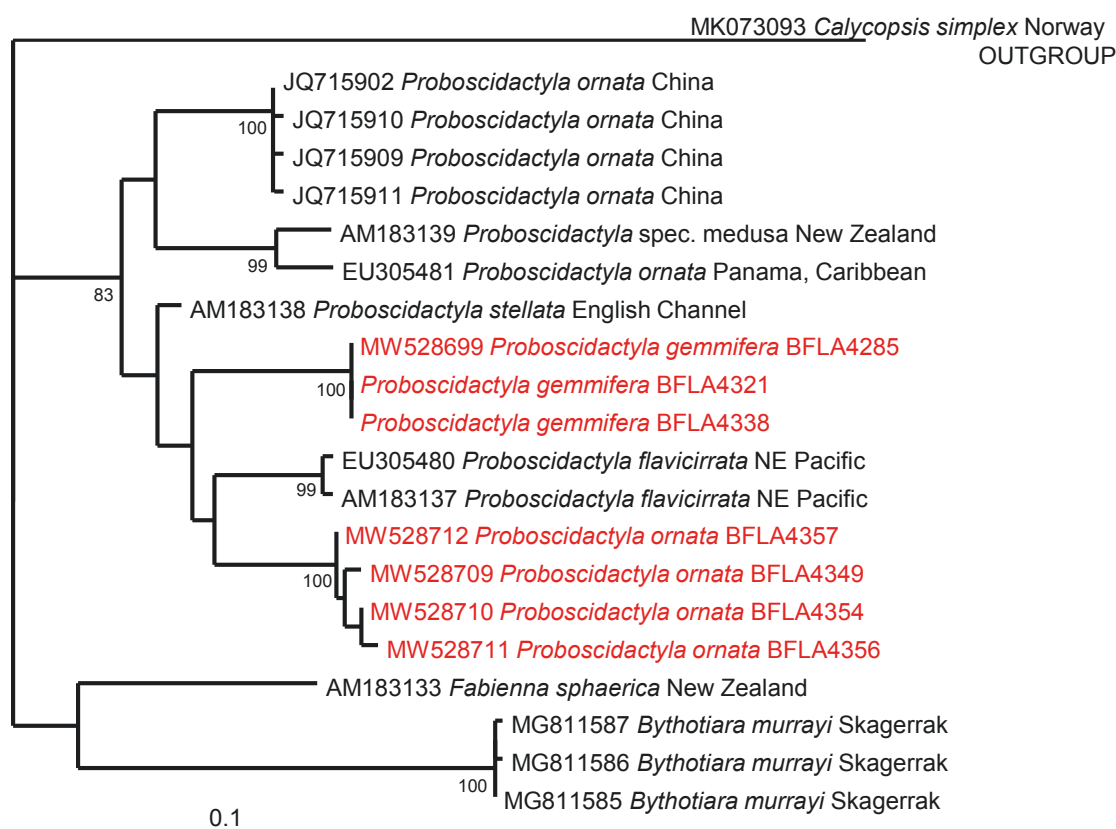 MK073093 Calycopsis simplex Norway
OUTGROUP
JQ715902 Proboscidactyla ornata China
100
JQ715910 Proboscidactyla ornata China
JQ715909 Proboscidactyla ornata China
JQ715911 Proboscidactyla ornata China
AM183139 Proboscidactyla spec. medusa New Zealand
99
EU305481 Proboscidactyla ornata Panama, Caribbean
83
AM183138 Proboscidactyla stellata English Channel
MW528699 Proboscidactyla gemmifera BFLA4285
100
Proboscidactyla gemmifera BFLA4321
Proboscidactyla gemmifera BFLA4338
EU305480 Proboscidactyla flavicirrata NE Pacific
99
AM183137 Proboscidactyla flavicirrata NE Pacific
MW528712 Proboscidactyla ornata BFLA4357
100
MW528709 Proboscidactyla ornata BFLA4349
MW528710 Proboscidactyla ornata BFLA4354
MW528711 Proboscidactyla ornata BFLA4356
AM183133 Fabienna sphaerica New Zealand
MG811587 Bythotiara murrayi Skagerrak
MG811586 Bythotiara murrayi Skagerrak
100
MG811585 Bythotiara murrayi Skagerrak
0.1